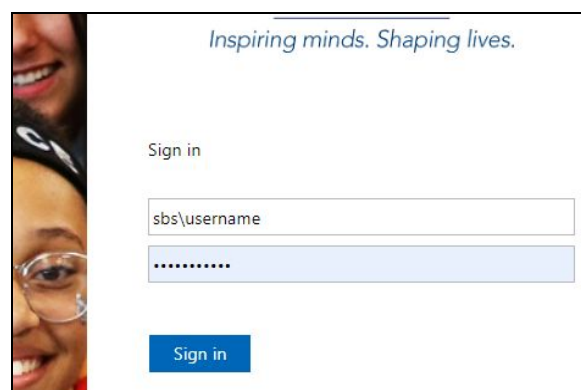 Inspiring minds. Shaping lives.
Sign in
sbs\username
•••••••••••
Sign in